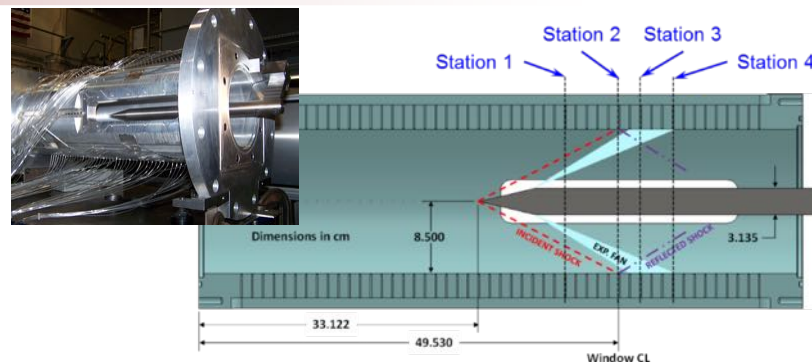 Station 2 Station 3
Station 1 Station 4
Dimensions in cm
8.500
INCIDENT SHOCK
EXP. FAN
REFLECTED SHOCK
3.135
33.122
49.530
Window CL